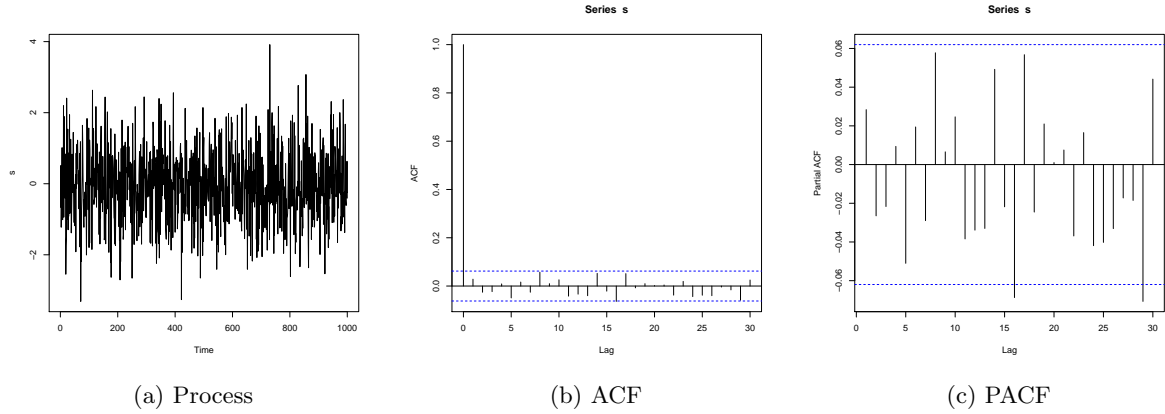 Series s
Series s
s
4
2
0
−2
0 200 400 600 800 1000
Time
ACF
1.0
0.8
0.6
0.4
0.2
0.0
0 5 10 15 20 25 30
Lag
Partial ACF
0.06
0.04
0.02
0.00
−0.02
−0.04
−0.06
0 5 10 15 20 25 30
Lag
(a) Process
(b) ACF
(c) PACF